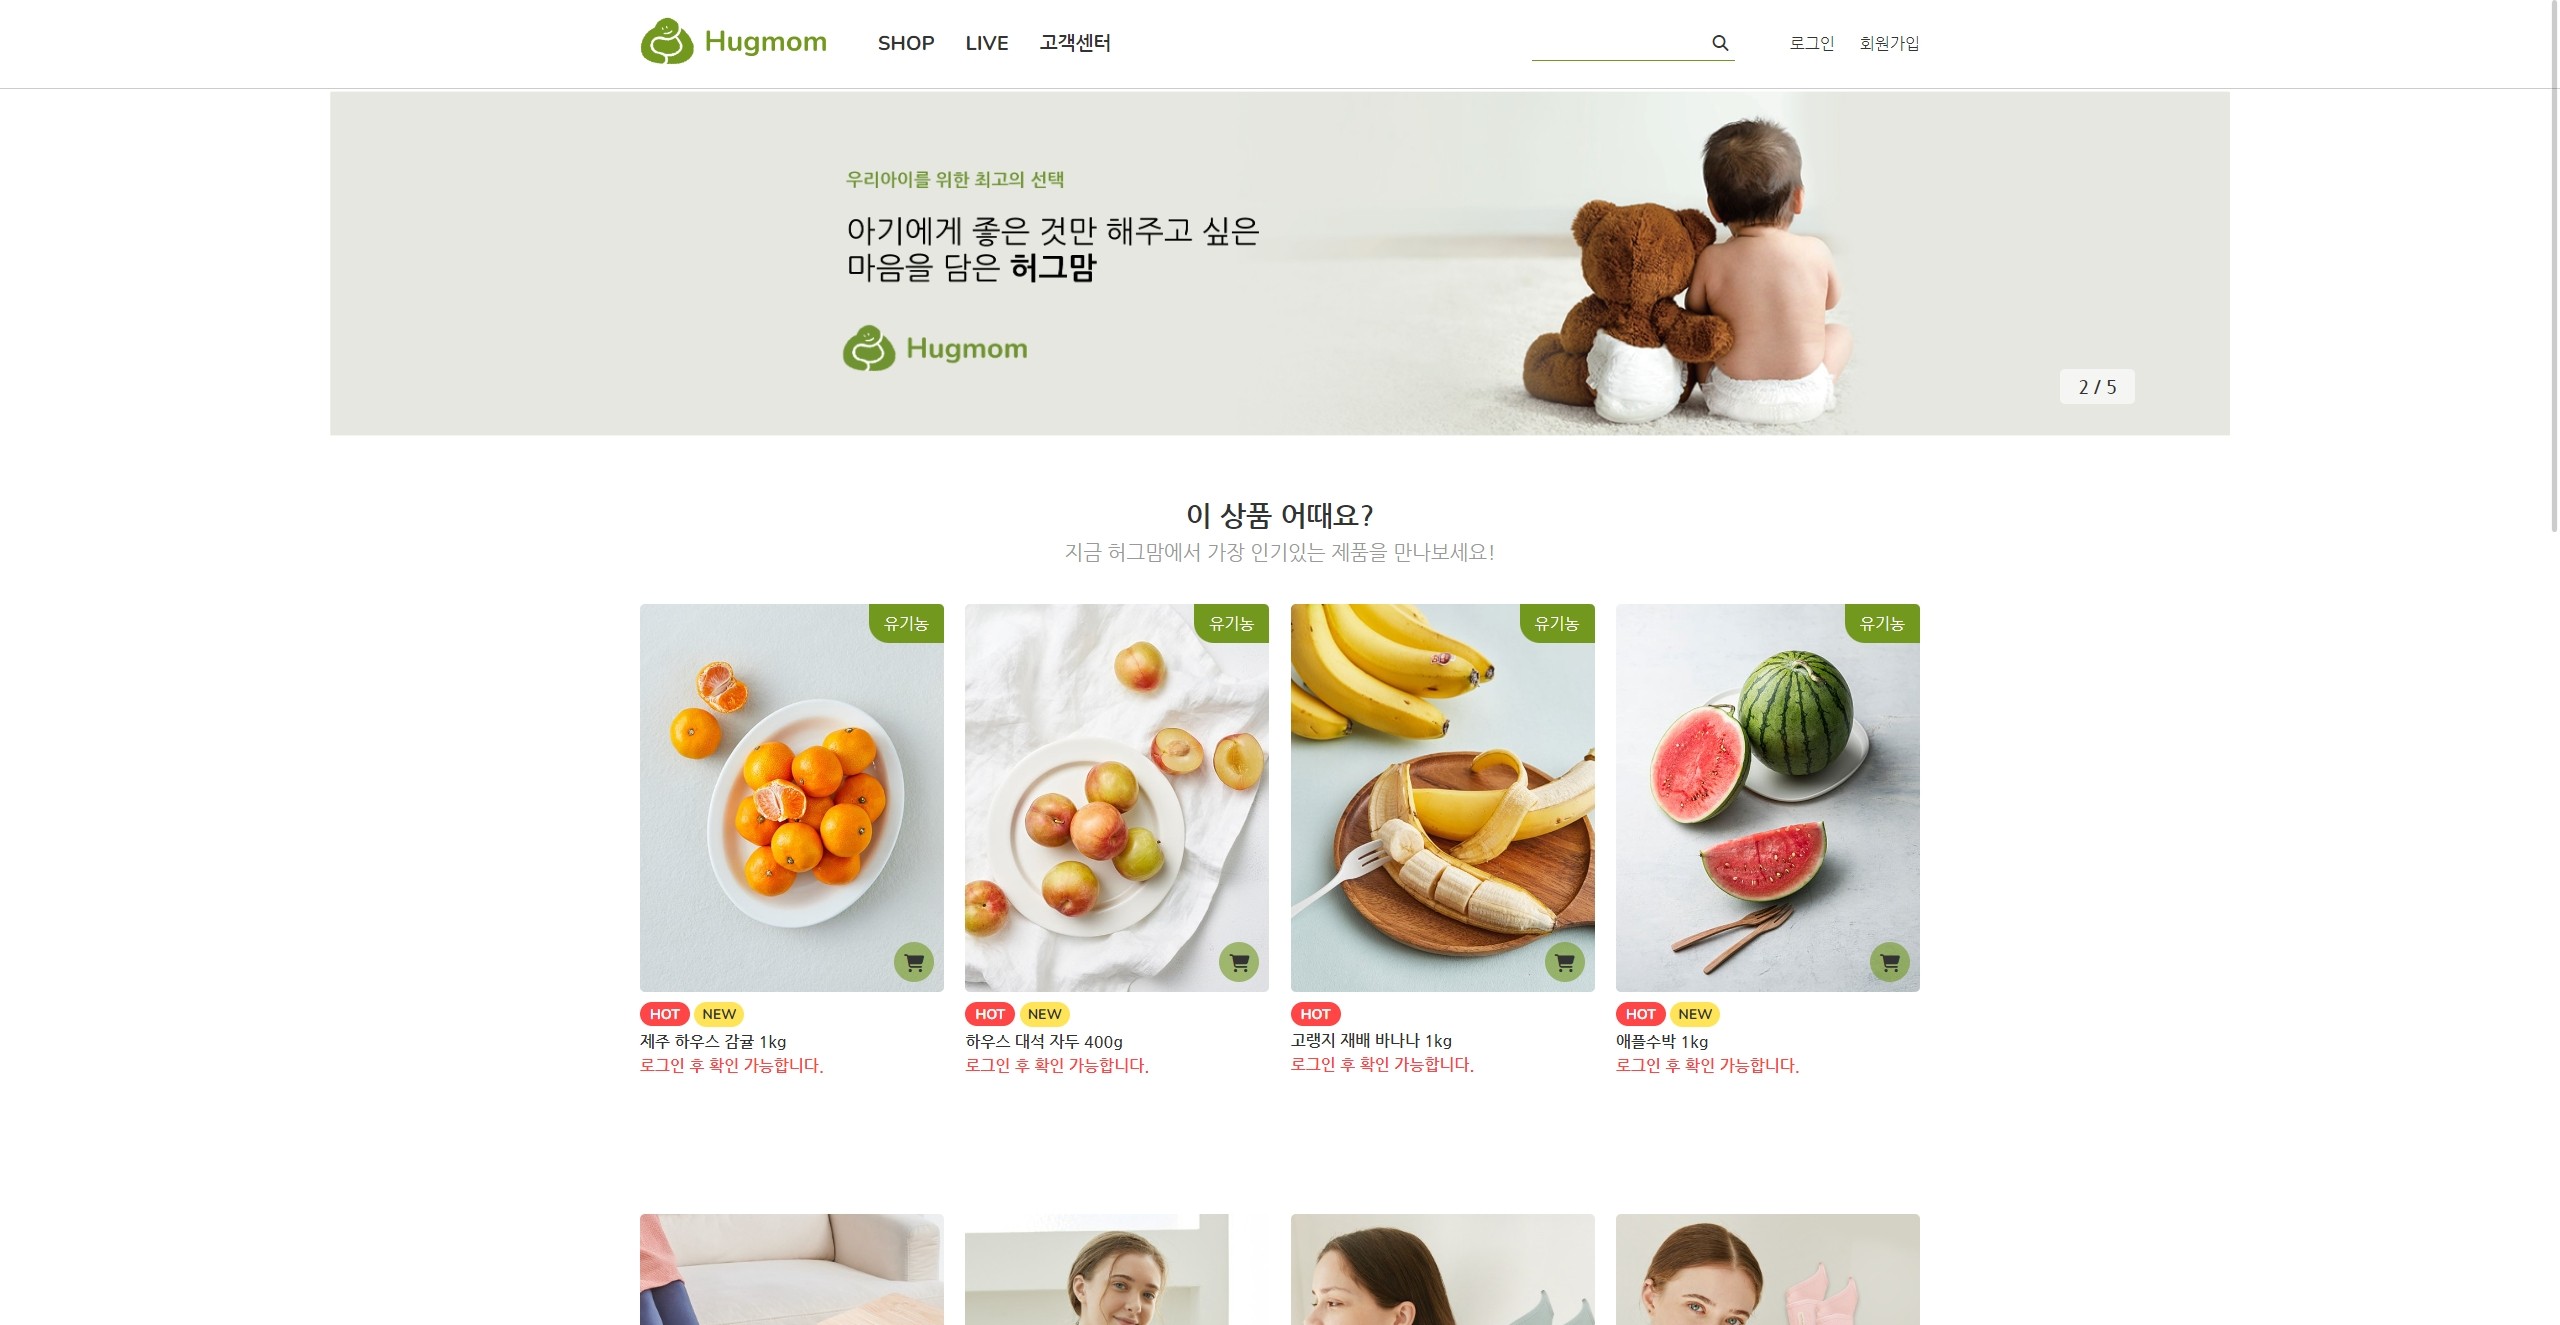 Hugmom
SHOP
LIVE
고객센터
로그인
회원가입
우리아이를 위한 최고의 선택
아기에게 좋은 것만 해주고 싶은
마음을 담은 허그맘
Hugmom
2 / 5
이 상품 어때요?
지금 허그맘에서 가장 인기있는 제품을 만나보세요!
유기농
유기농
유기농
유기농
HOT NEW
제주 하우스 감귤 1kg
로그인 후 확인 가능합니다.
HOT NEW
하우스 대석 자두 400g
로그인 후 확인 가능합니다.
HOT
고랭지 재배 바나나 1kg
로그인 후 확인 가능합니다.
HOT NEW
애플수박 1kg
로그인 후 확인 가능합니다.